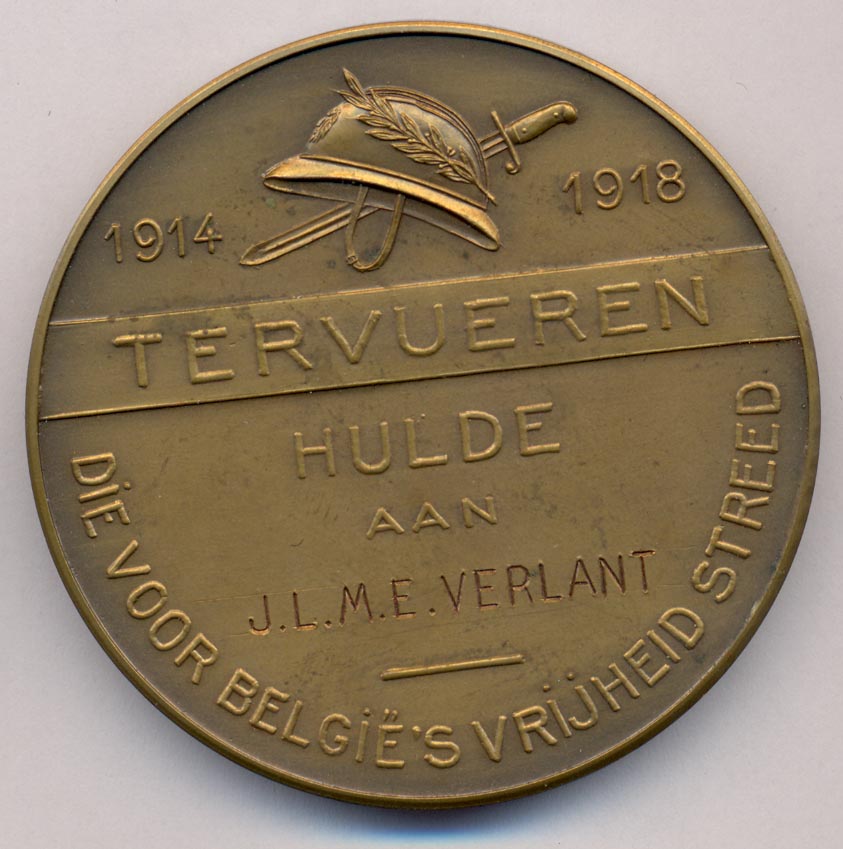 1914 1918
TERVUEREN
HULDE
AAN
J.L.M.E.VERLANT
DIE VOOR BELGIË'S VRIJHEID STREED